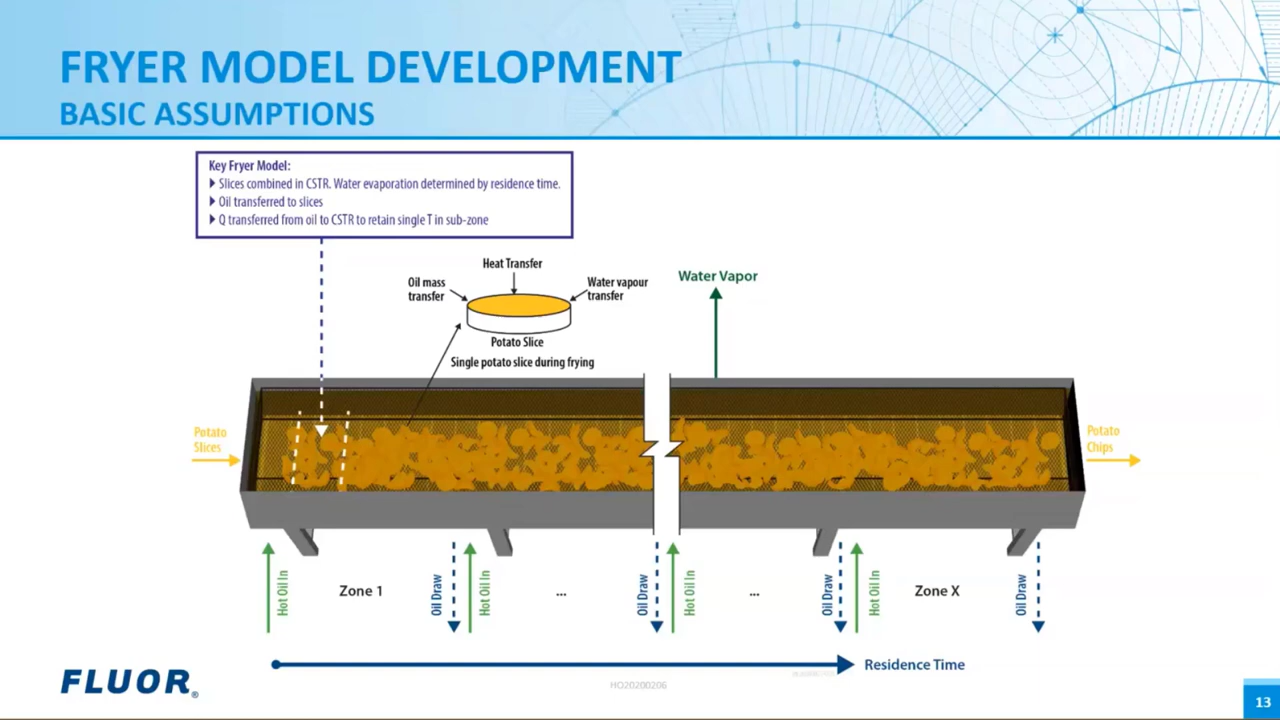 FRYER MODEL DEVELOPMENT
BASIC ASSUMPTIONS
Key Fryer Model:
Slices combined in CSTR. Water evaporation determined by residence time.
Oil transferred to slices
Q transferred from oil to CSTR to retain single T in sub-zone
Heat Transfer
Oil mass
transfer
Water vapour
transfer
Potato Slice
Single potato slice during frying
Water Vapor
Potato
Slices
Potato
Chips
Hot Oil In
Zone 1
Oil Draw
Hot Oil In
...
Oil Draw
Hot Oil In
...
Oil Draw
Hot Oil In
Zone X
Oil Draw
Residence Time
FLUOR®
HO20200206
13